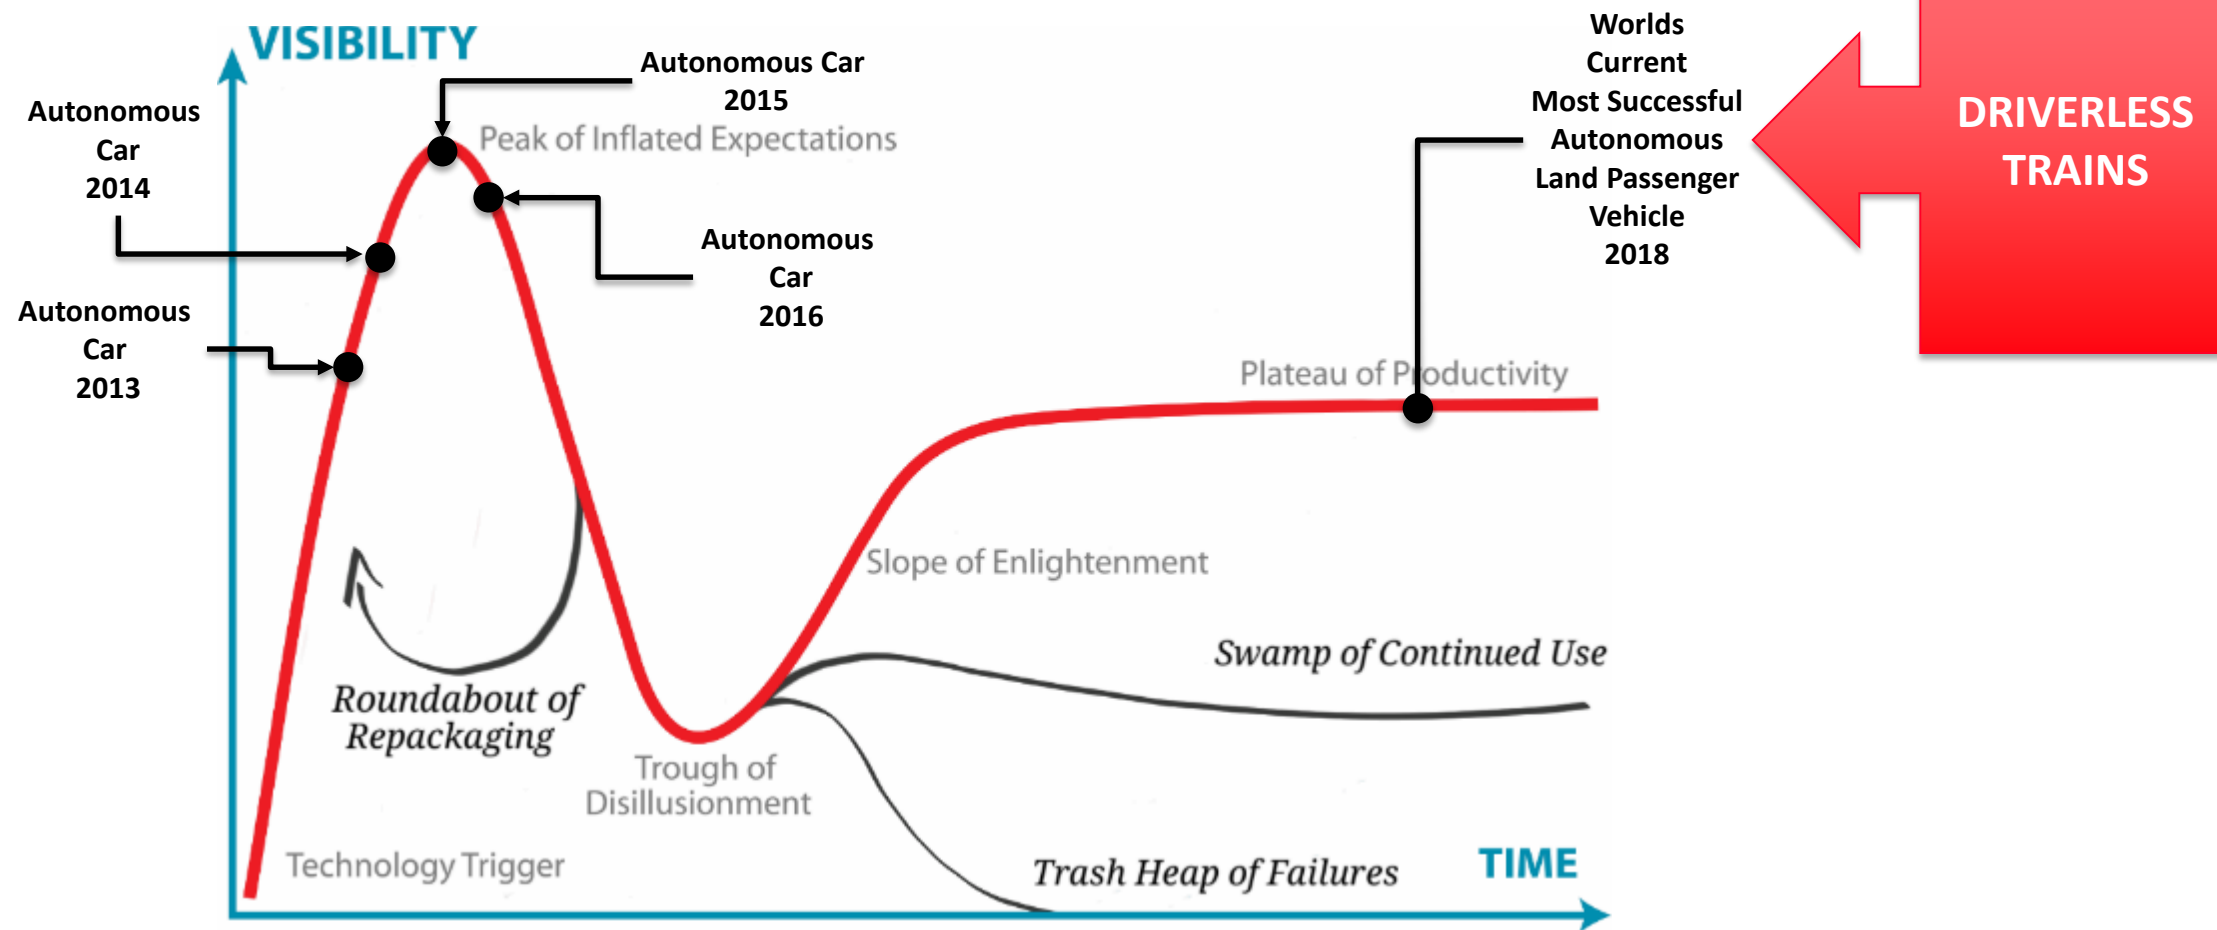 VISIBILITY
Autonomous Car
2015
Autonomous
Car
2014
Peak of Inflated Expectations
Autonomous
Car
2016
Autonomous
Car
2013
Worlds
Current
Most Successful
Autonomous
Land Passenger
Vehicle
2018
DRIVERLESS
TRAINS
Plateau of Productivity
Slope of Enlightenment
Swamp of Continued Use
Roundabout of
Repackaging
Trough of
Disillusionment
Technology Trigger
Trash Heap of Failures
TIME